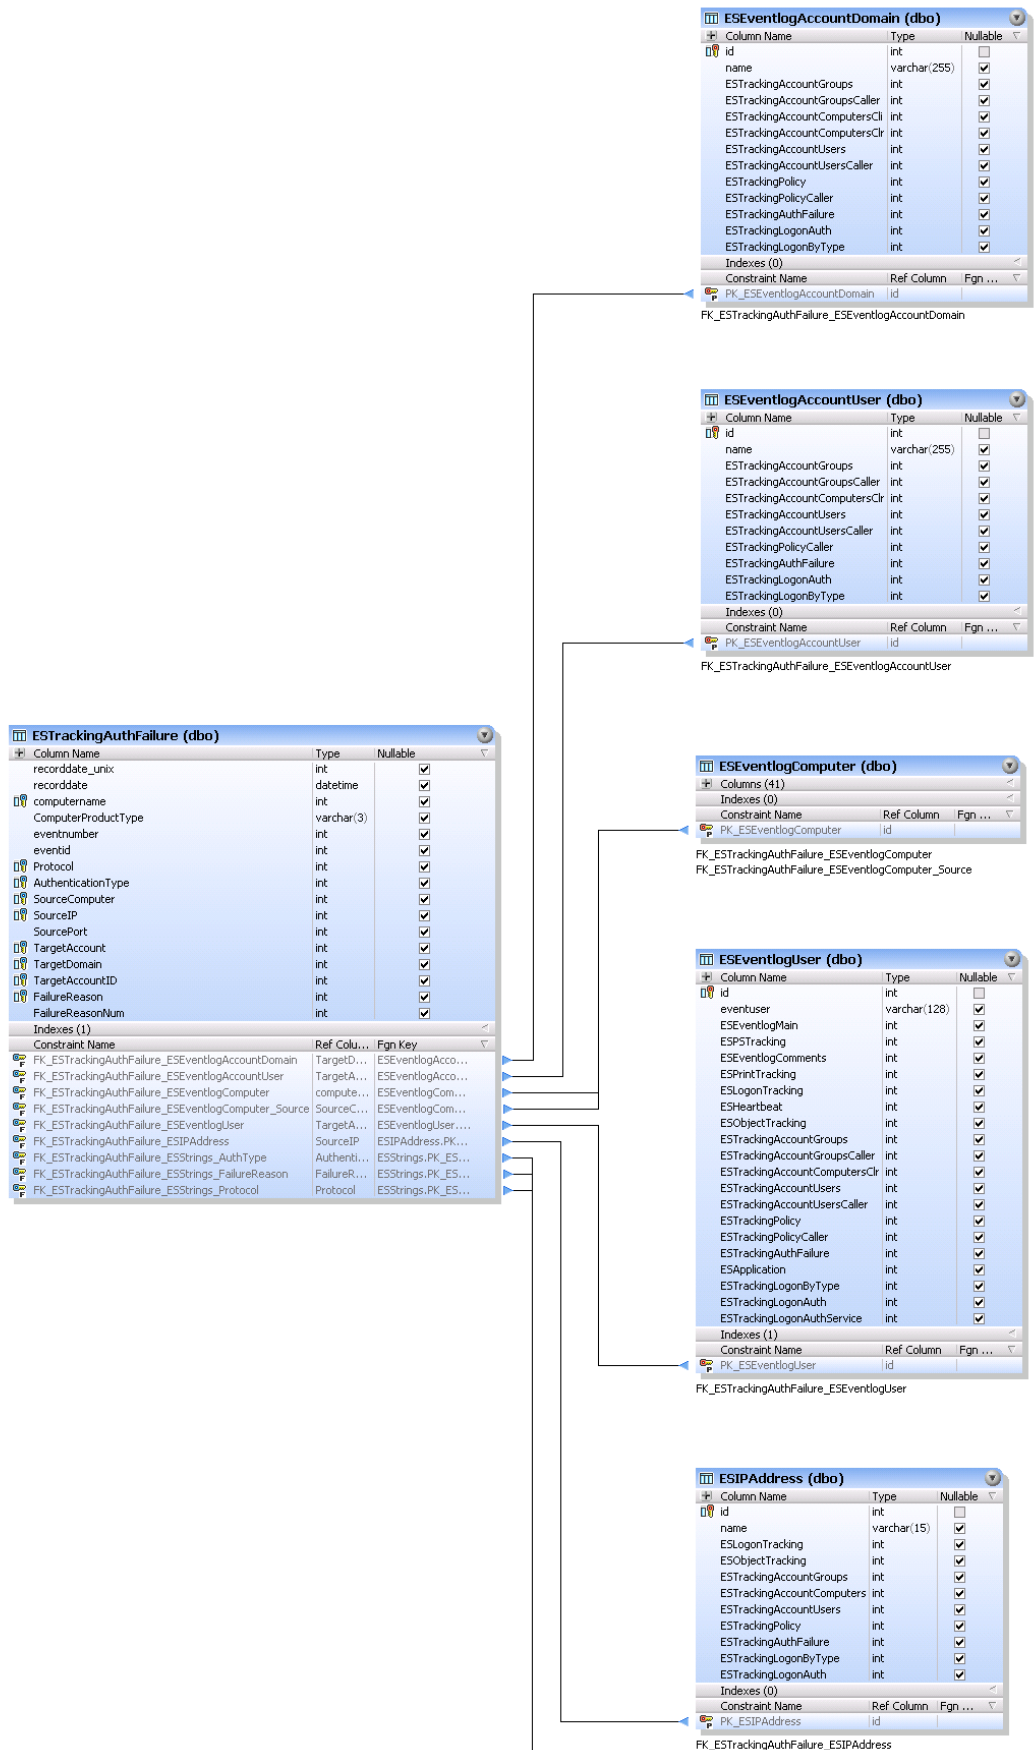 ESEventlogAccountDomain (dbo)
Column Name Type Nullable
id int
name varchar(255)
ESTrackingAccountGroups int
ESTrackingAccountGroupsCaller int
ESTrackingAccountComputersCli int
ESTrackingAccountComputersClr int
ESTrackingAccountUsers int
ESTrackingAccountUsersCaller int
ESTrackingPolicy int
ESTrackingPolicyCaller int
ESTrackingAuthFailure int
ESTrackingLogonAuth int
ESTrackingLogonByType int
Indexes (0)
Constraint Name Ref Column Fgn ...
PK_ESEventlogAccountDomain id
FK_ESTrackingAuthFailure_ESEventlogAccountDomain
ESEventlogAccountUser (dbo)
Column Name Type Nullable
id int
name varchar(255)
ESTrackingAccountGroups int
ESTrackingAccountGroupsCaller int
ESTrackingAccountComputersClr int
ESTrackingAccountUsers int
ESTrackingAccountUsersCaller int
ESTrackingPolicyCaller int
ESTrackingAuthFailure int
ESTrackingLogonAuth int
ESTrackingLogonByType int
Indexes (0)
Constraint Name Ref Column Fgn ...
PK_ESEventlogAccountUser id
FK_ESTrackingAuthFailure_ESEventlogAccountUser
ESTrackingAuthFailure (dbo)
Column Name Type Nullable
recorddate_unix int
recorddate datetime
computername int
ComputerProductType varchar(3)
eventnumber int
eventid int
Protocol int
AuthenticationType int
SourceComputer int
SourceIP int
SourcePort int
TargetAccount int
TargetDomain int
TargetAccountID int
FailureReason int
FailureReasonNum int
Indexes (1)
Constraint Name Ref Colu... Fgn Key
FK_ESTrackingAuthFailure_ESEventlogAccountDomain TargetD... ESEventlogAcco...
FK_ESTrackingAuthFailure_ESEventlogAccountUser TargetA... ESEventlogAcco...
FK_ESTrackingAuthFailure_ESEventlogComputer compute... ESEventlogCom...
FK_ESTrackingAuthFailure_ESEventlogComputer_Source SourceC... ESEventlogCom...
FK_ESTrackingAuthFailure_ESEventlogUser TargetA... ESEventlogUser....
FK_ESTrackingAuthFailure_ESIPAddress SourceIP ESIPAddress.PK...
FK_ESTrackingAuthFailure_ESStrings_AuthType Authenti... ESStrings.PK_ES...
FK_ESTrackingAuthFailure_ESStrings_FailureReason FailureR... ESStrings.PK_ES...
FK_ESTrackingAuthFailure_ESStrings_Protocol Protocol ESStrings.PK_ES...
ESEventlogComputer (dbo)
Columns (41)
Indexes (0)
Constraint Name Ref Column Fgn ...
PK_ESEventlogComputer id
FK_ESTrackingAuthFailure_ESEventlogComputer
FK_ESTrackingAuthFailure_ESEventlogComputer_Source
ESEventlogUser (dbo)
Column Name Type Nullable
id int
eventuser varchar(128)
ESEventlogMain int
ESPSTracking int
ESEventlogComments int
ESPrintTracking int
ESLogonTracking int
ESHeartbeat int
ESObjectTracking int
ESTrackingAccountGroups int
ESTrackingAccountGroupsCaller int
ESTrackingAccountComputersClr int
ESTrackingAccountUsers int
ESTrackingAccountUsersCaller int
ESTrackingPolicy int
ESTrackingPolicyCaller int
ESTrackingAuthFailure int
ESApplication int
ESTrackingLogonByType int
ESTrackingLogonAuth int
ESTrackingLogonAuthService int
Indexes (1)
Constraint Name Ref Column Fgn ...
PK_ESEventlogUser id
FK_ESTrackingAuthFailure_ESEventlogUser
ESIPAddress (dbo)
Column Name Type Nullable
id int
name varchar(15)
ESLogonTracking int
ESObjectTracking int
ESTrackingAccountGroups int
ESTrackingAccountComputers int
ESTrackingAccountUsers int
ESTrackingPolicy int
ESTrackingAuthFailure int
ESTrackingLogonByType int
ESTrackingLogonAuth int
Indexes (0)
Constraint Name Ref Column Fgn ...
PK_ESIPAddress id
FK_ESTrackingAuthFailure_ESIPAddress